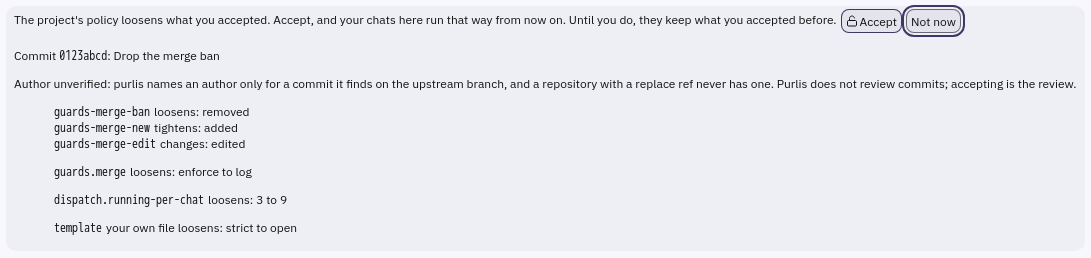 The project's policy loosens what you accepted. Accept, and your chats here run that way from now on. Until you do, they keep what you accepted before. Accept Not now
Commit 0123abcd: Drop the merge ban
Author unverified: purlis names an author only for a commit it finds on the upstream branch, and a repository with a replace ref never has one. Purlis does not review commits; accepting is the review.
guards-merge-ban loosens: removed
guards-merge-new tightens: added
guards-merge-edit changes: edited
guards.merge loosens: enforce to log
dispatch.running-per-chat loosens: 3 to 9
template your own file loosens: strict to open